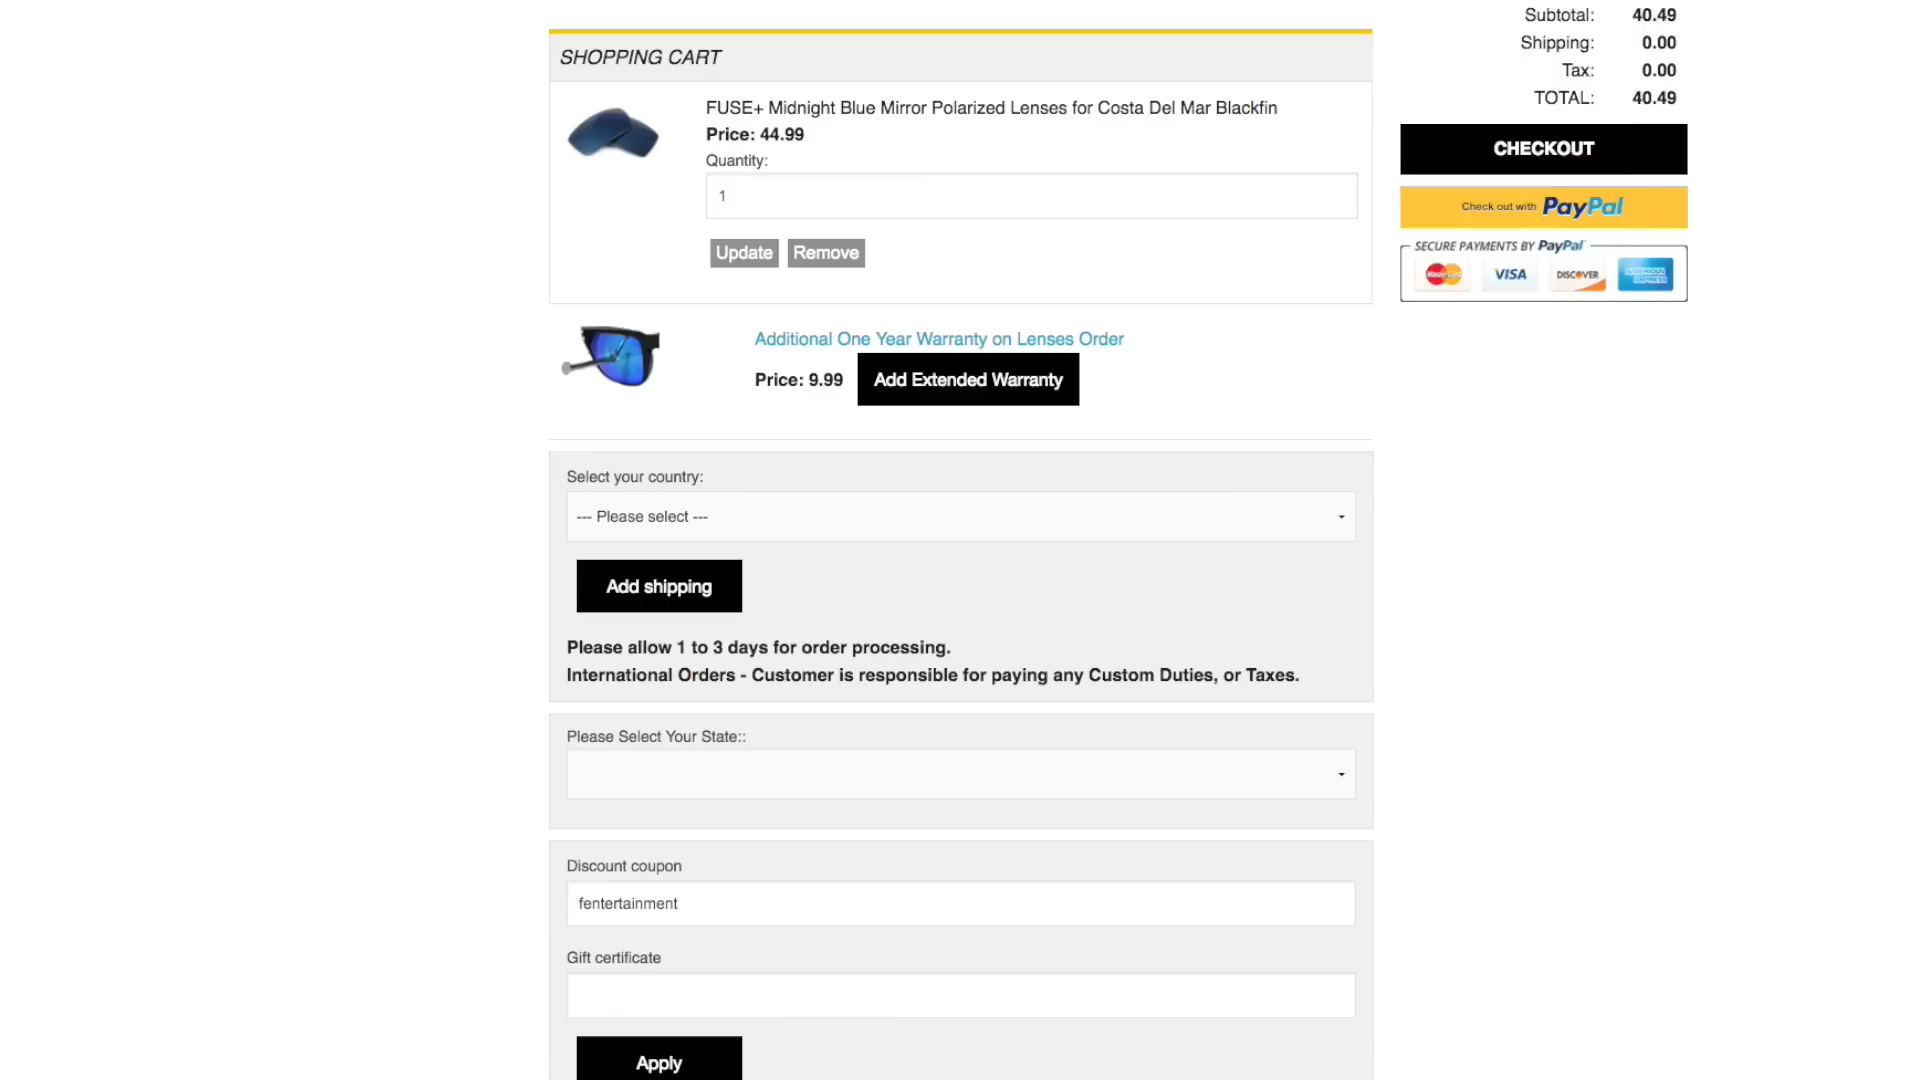 Subtotal: 40.49
Shipping: 0.00
Tax: 0.00
TOTAL: 40.49
CHECKOUT
Check out with PayPal
SECURE PAYMENTS BY PayPal
MasterCard VISA DISCOVER AMERICAN EXPRESS
SHOPPING CART
FUSE+ Midnight Blue Mirror Polarized Lenses for Costa Del Mar Blackfin
Price: 44.99
Quantity:
1
Update Remove
Additional One Year Warranty on Lenses Order
Price: 9.99 Add Extended Warranty
Select your country:
--- Please select ---
Add shipping
Please allow 1 to 3 days for order processing.
International Orders - Customer is responsible for paying any Custom Duties, or Taxes.
Please Select Your State::
Discount coupon
fentertainment
Gift certificate
Apply